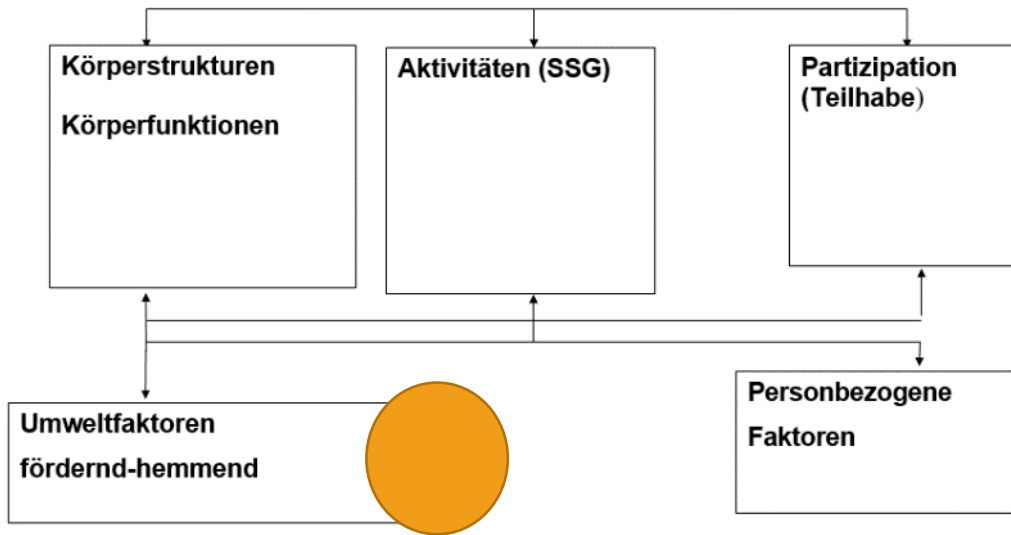 Körperstrukturen
Körperfunktionen
Aktivitäten (SSG)
Partizipation
(Teilhabe)
Umweltfaktoren
fördernd-hemmend
Personbezogene
Faktoren